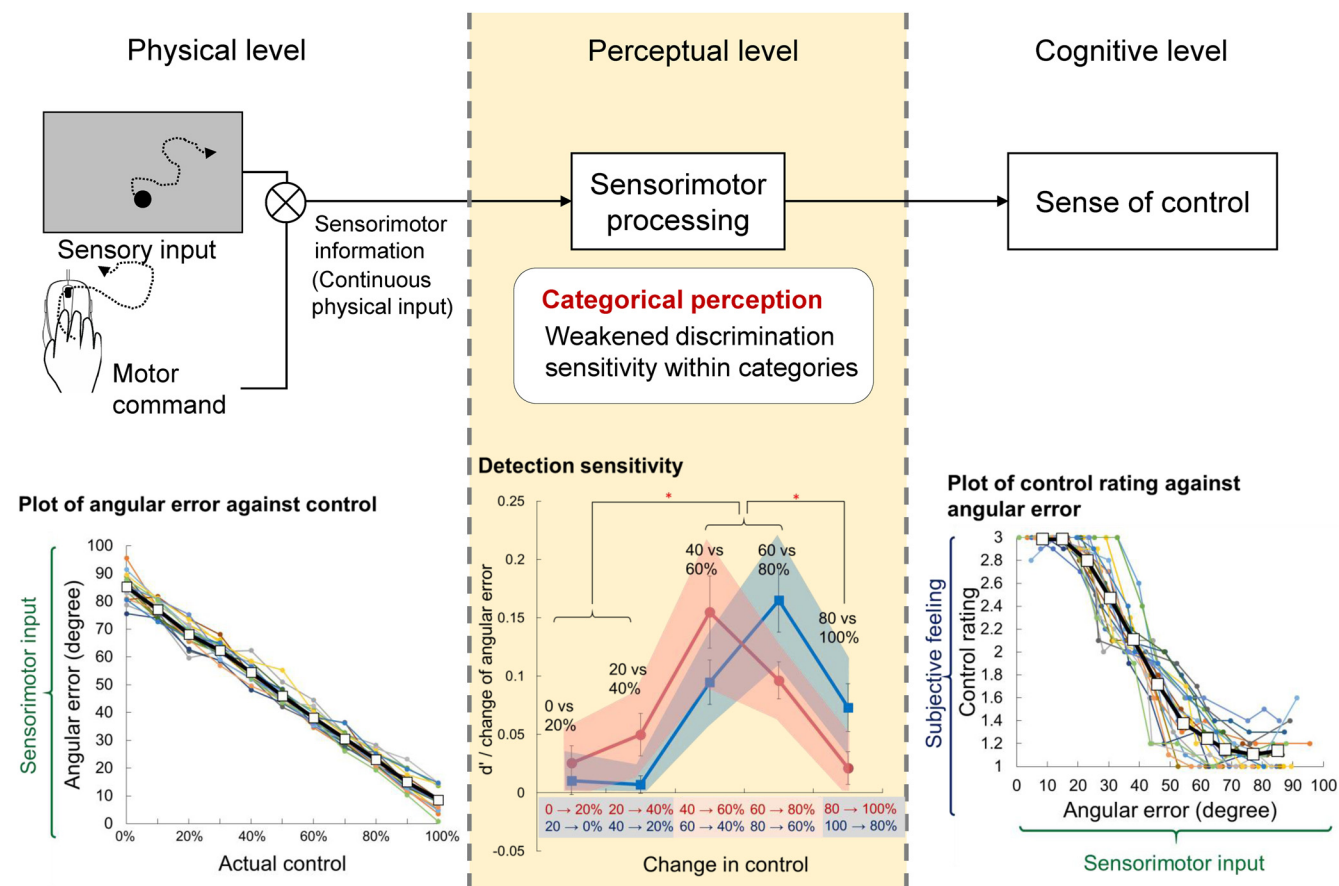 Physical level
Perceptual level
Cognitive level
Sensory input
Motor
command
Sensorimotor
information
(Continuous
physical input)
Sensorimotor
processing
Sense of control
Categorical perception
Weakened discrimination
sensitivity within categories
Plot of angular error against control
Sensorimotor input
Angular error (degree)
100
90
80
70
60
50
40
30
20
10
0
0%
20%
40%
60%
80%
100%
Actual control
Detection sensitivity
d' / change of angular error
0.25
0.2
0.15
0.1
0.05
0
-0.05
*
*
0 vs
20%
20 vs
40%
40 vs
60%
60 vs
80%
80 vs
100%
0 → 20%
20 → 40%
40 → 60%
60 → 80%
80 → 100%
20 → 0%
40 → 20%
60 → 40%
80 → 60%
100 → 80%
Change in control
Plot of control rating against
angular error
Subjective feeling
Control rating
3
2.8
2.6
2.4
2.2
2
1.8
1.6
1.4
1.2
1
0
10
20
30
40
50
60
70
80
90
100
Angular error (degree)
Sensorimotor input